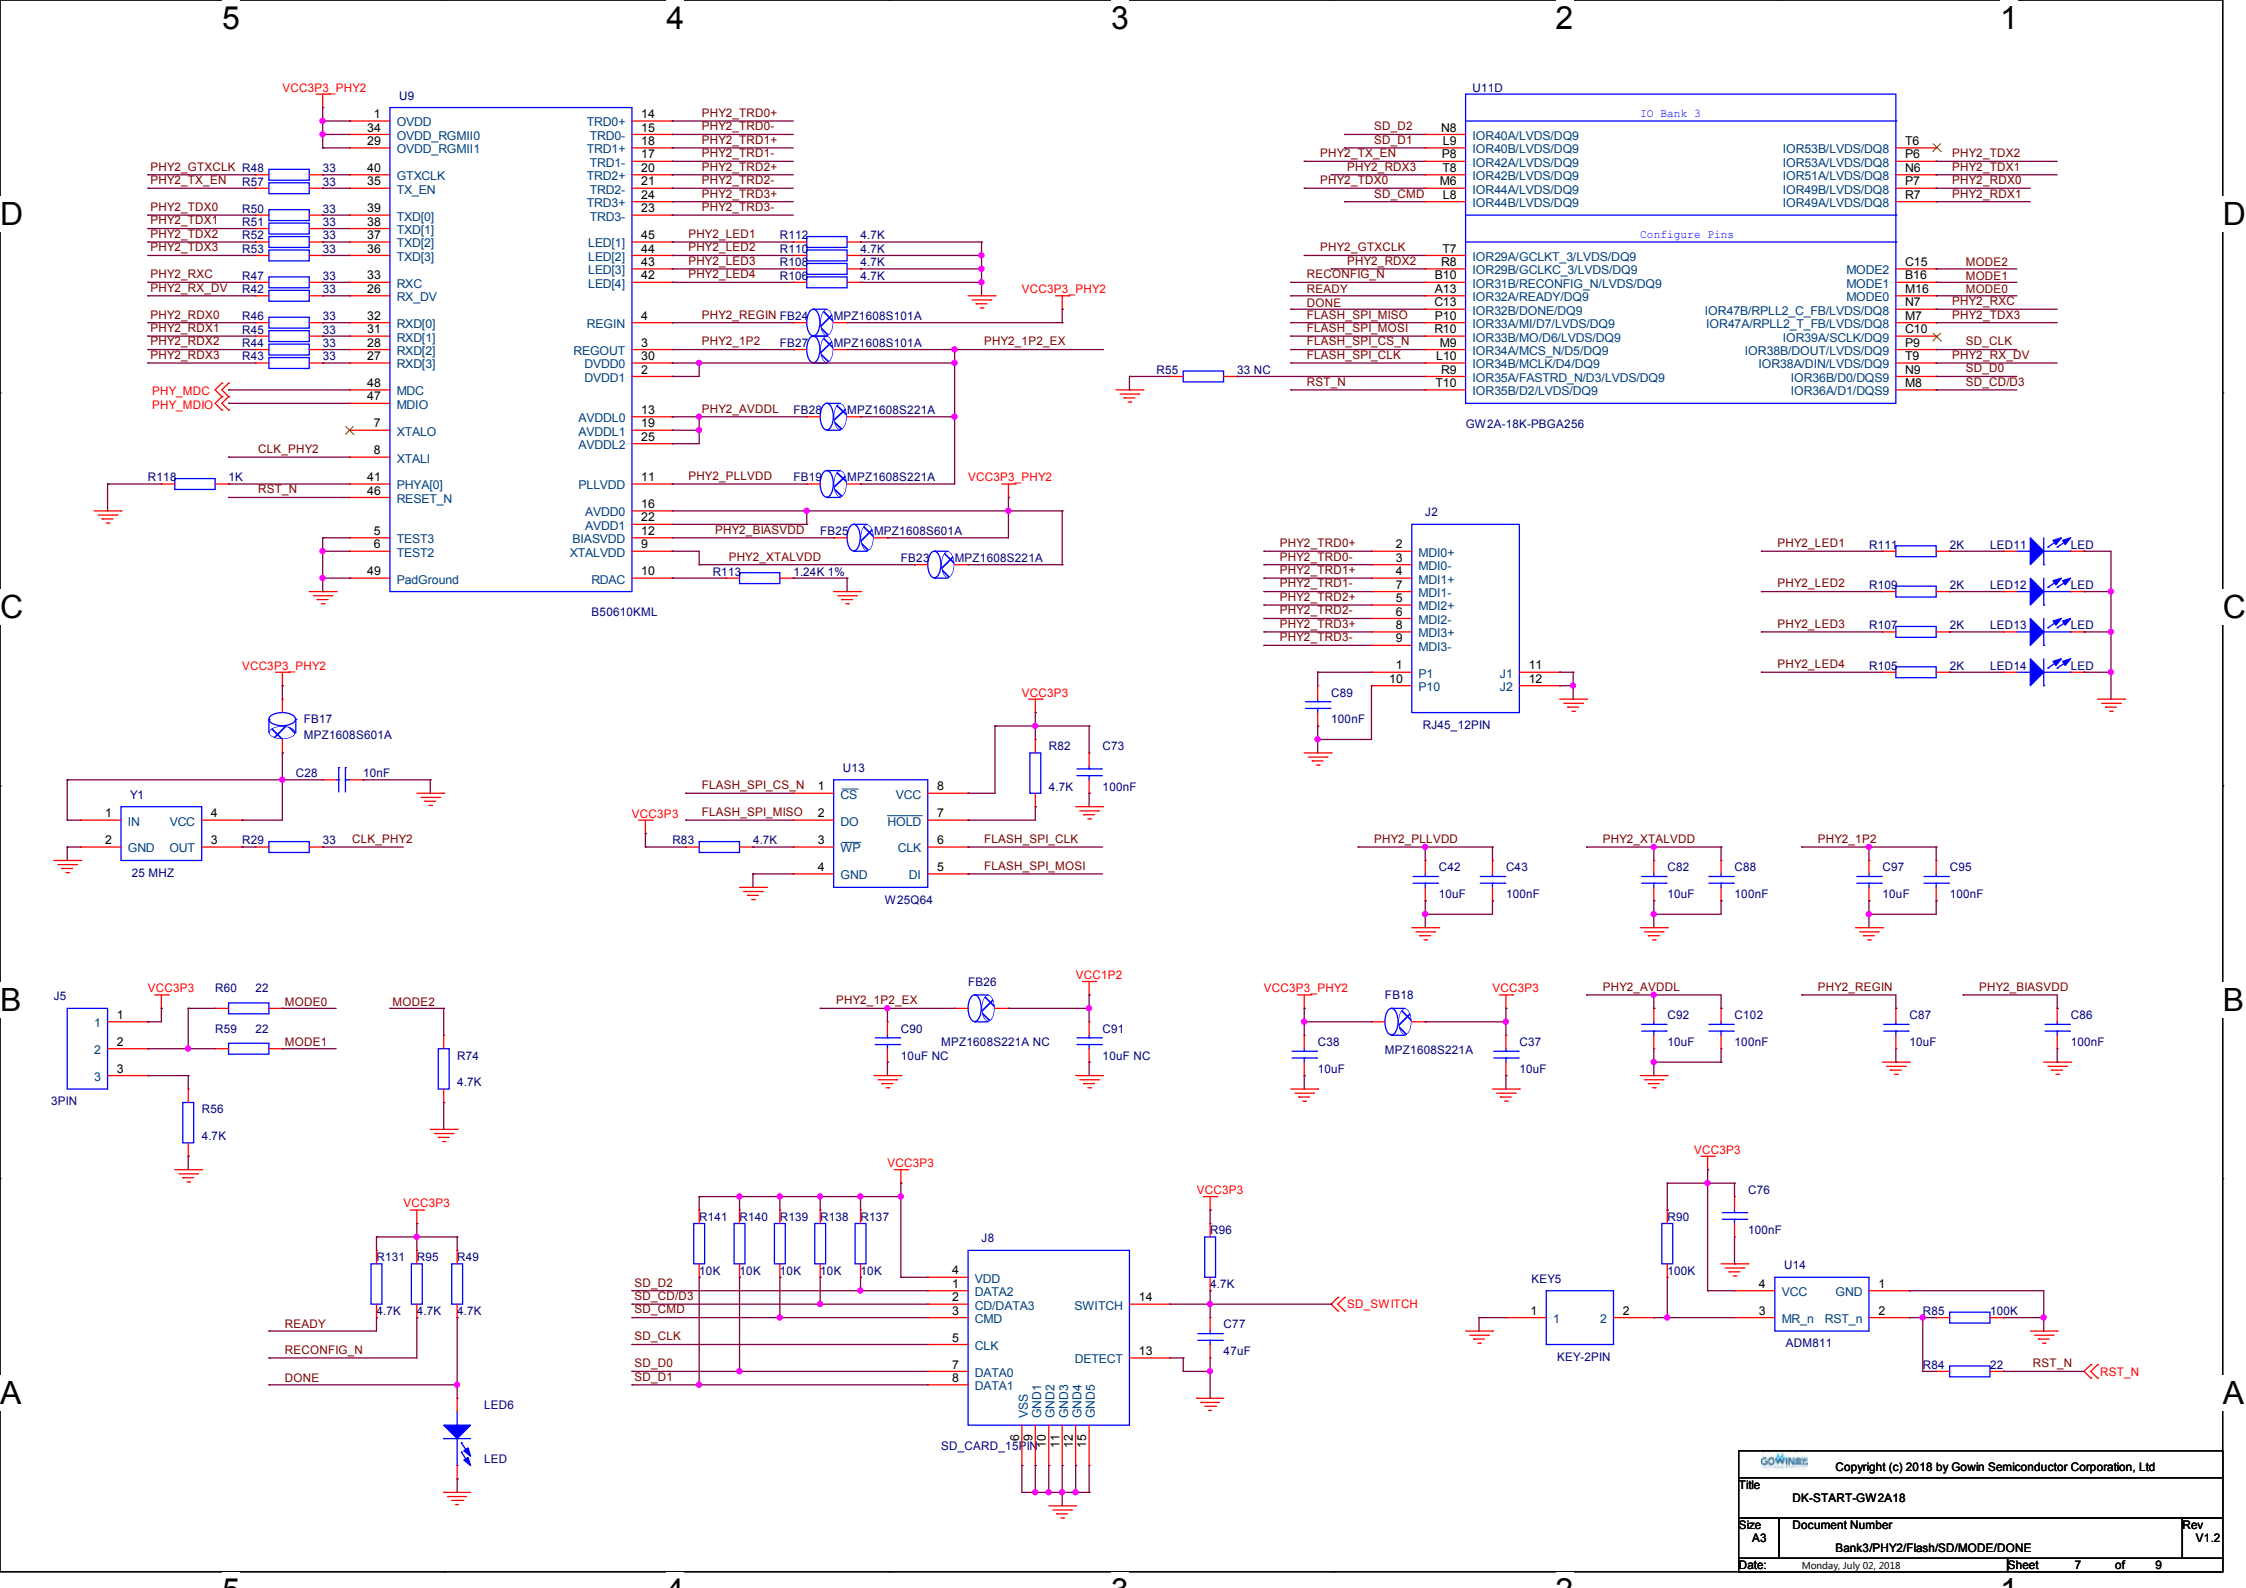 5 4 3 2 1
D
C
B
A
VCC3P3_PHY2
U9
1 OVDD
34 OVDD_RGMII0
29 OVDD_RGMII1
PHY2_GTXCLK R48 33 40 GTXCLK
PHY2_TX_EN R57 33 35 TX_EN
PHY2_TDX0 R50 33 39 TXD[0]
PHY2_TDX1 R51 33 38 TXD[1]
PHY2_TDX2 R52 33 37 TXD[2]
PHY2_TDX3 R53 33 36 TXD[3]
PHY2_RXC R47 33 33 RXC
PHY2_RX_DV R42 33 26 RX_DV
PHY2_RDX0 R46 33 32 RXD[0]
PHY2_RDX1 R45 33 31 RXD[1]
PHY2_RDX2 R44 33 28 RXD[2]
PHY2_RDX3 R43 33 27 RXD[3]
PHY_MDC 48 MDC
PHY_MDIO 47 MDIO
7 XTALO
CLK_PHY2 8 XTALI
R118 1K 41 PHYA[0]
RST_N 46 RESET_N
5 TEST3
6 TEST2
49 PadGround
TRD0+ 14 PHY2_TRD0+
TRD0- 15 PHY2_TRD0-
TRD1+ 18 PHY2_TRD1+
TRD1- 17 PHY2_TRD1-
TRD2+ 20 PHY2_TRD2+
TRD2- 21 PHY2_TRD2-
TRD3+ 24 PHY2_TRD3+
TRD3- 23 PHY2_TRD3-
LED[1] 45 PHY2_LED1 R112 4.7K
LED[2] 44 PHY2_LED2 R110 4.7K
LED[3] 43 PHY2_LED3 R108 4.7K
LED[4] 42 PHY2_LED4 R106 4.7K
VCC3P3_PHY2
REGIN 4 PHY2_REGIN FB24 MPZ1608S101A
REGOUT 3 PHY2_1P2 FB27 MPZ1608S101A PHY2_1P2_EX
DVDD0 30
DVDD1 2
AVDDL0 13 PHY2_AVDDL FB28 MPZ1608S221A
AVDDL1 19
AVDDL2 25
PLLVDD 11 PHY2_PLLVDD FB19 MPZ1608S221A VCC3P3_PHY2
AVDD0 16
AVDD1 22
BIASVDD 12 PHY2_BIASVDD FB25 MPZ1608S601A
XTALVDD 9 PHY2_XTALVDD FB23 MPZ1608S221A
RDAC 10 R113 1.24K 1%
B50610KML
U11D
IO Bank 3
SD_D2 N8 IOR40A/LVDS/DQ9
SD_D1 L9 IOR40B/LVDS/DQ9
PHY2_TX_EN P8 IOR42A/LVDS/DQ9
PHY2_RDX3 T8 IOR42B/LVDS/DQ9
PHY2_TDX0 M6 IOR44A/LVDS/DQ9
SD_CMD L8 IOR44B/LVDS/DQ9
IOR53B/LVDS/DQ8 T6
IOR53A/LVDS/DQ8 P6 PHY2_TDX2
IOR51A/LVDS/DQ8 N6 PHY2_TDX1
IOR49B/LVDS/DQ8 P7 PHY2_RDX0
IOR49A/LVDS/DQ8 R7 PHY2_RDX1
Configure Pins
PHY2_GTXCLK T7 IOR29A/GCLKT_3/LVDS/DQ9
PHY2_RDX2 R8 IOR29B/GCLKC_3/LVDS/DQ9
RECONFIG_N B10 IOR31B/RECONFIG_N/LVDS/DQ9
READY A13 IOR32A/READY/DQ9
DONE C13 IOR32B/DONE/DQ9
FLASH_SPI_MISO P10 IOR33A/MI/D7/LVDS/DQ9
FLASH_SPI_MOSI R10 IOR33B/MO/D6/LVDS/DQ9
FLASH_SPI_CS_N M9 IOR34A/MCS_N/D5/DQ9
FLASH_SPI_CLK L10 IOR34B/MCLK/D4/DQ9
R55 33 NC R9 IOR35A/FASTRD_N/D3/LVDS/DQ9
RST_N T10 IOR35B/D2/LVDS/DQ9
MODE2 C15 MODE2
MODE1 B16 MODE1
MODE0 M16 MODE0
IOR47B/RPLL2_C_FB/LVDS/DQ8 N7 PHY2_RXC
IOR47A/RPLL2_T_FB/LVDS/DQ8 M7 PHY2_TDX3
IOR39A/SCLK/DQ9 C10
IOR38B/DOUT/LVDS/DQ9 P9 SD_CLK
IOR38A/DIN/LVDS/DQ9 T9 PHY2_RX_DV
IOR36B/D0/DQS9 N9 SD_D0
IOR36A/D1/DQS9 M8 SD_CD/D3
GW2A-18K-PBGA256
J2
PHY2_TRD0+ 2 MDI0+
PHY2_TRD0- 3 MDI0-
PHY2_TRD1+ 4 MDI1+
PHY2_TRD1- 7 MDI1-
PHY2_TRD2+ 5 MDI2+
PHY2_TRD2- 6 MDI2-
PHY2_TRD3+ 8 MDI3+
PHY2_TRD3- 9 MDI3-
1 P1 J1 11
10 P10 J2 12
C89
100nF
RJ45_12PIN
PHY2_LED1 R111 2K LED11 LED
PHY2_LED2 R109 2K LED12 LED
PHY2_LED3 R107 2K LED13 LED
PHY2_LED4 R105 2K LED14 LED
VCC3P3_PHY2
FB17
MPZ1608S601A
C28 10nF
Y1
1 IN VCC 4
2 GND OUT 3 R29 33 CLK_PHY2
25 MHZ
VCC3P3
R82 C73
4.7K 100nF
U13
FLASH_SPI_CS_N 1 CS VCC 8
FLASH_SPI_MISO 2 DO HOLD 7
VCC3P3
R83 4.7K 3 WP CLK 6 FLASH_SPI_CLK
4 GND DI 5 FLASH_SPI_MOSI
W25Q64
PHY2_PLLVDD
C42 C43
10uF 100nF
PHY2_XTALVDD
C82 C88
10uF 100nF
PHY2_1P2
C97 C95
10uF 100nF
J5
VCC3P3
1 1
2 2
3 3
3PIN
R60 22 MODE0
R59 22 MODE1
R56
4.7K
MODE2
R74
4.7K
PHY2_1P2_EX
FB26
MPZ1608S221A NC
VCC1P2
C90
10uF NC
C91
10uF NC
VCC3P3_PHY2
FB18
MPZ1608S221A
VCC3P3
C38
10uF
C37
10uF
PHY2_AVDDL
C92 C102
10uF 100nF
PHY2_REGIN
C87
10uF
PHY2_BIASVDD
C86
100nF
VCC3P3
R131 R95 R49
4.7K 4.7K 4.7K
READY
RECONFIG_N
DONE
LED6
LED
VCC3P3
R141 R140 R139 R138 R137
10K 10K 10K 10K 10K
J8
4 VDD
SD_D2 1 DATA2
SD_CD/D3 2 CD/DATA3
SD_CMD 3 CMD
SD_CLK 5 CLK
SD_D0 7 DATA0
SD_D1 8 DATA1
SWITCH 14 SD_SWITCH
DETECT 13
VSS GND1 GND2 GND3 GND4 GND5
6 9 10 11 12 15
SD_CARD_15PIN
VCC3P3
R96
4.7K
C77
47uF
VCC3P3
R90
100K
C76
100nF
KEY5
1 1 2 2
KEY-2PIN
U14
4 VCC GND 1
3 MR_n RST_n 2
ADM811
R85 100K
R84 22 RST_N RST_N
GOWIN Copyright (c) 2018 by Gowin Semiconductor Corporation, Ltd
Title
DK-START-GW2A18
Size Document Number Rev
A3 Bank3/PHY2/Flash/SD/MODE/DONE V1.2
Date: Monday, July 02, 2018 Sheet 7 of 9
D
C
B
A
5 4 3 2 1